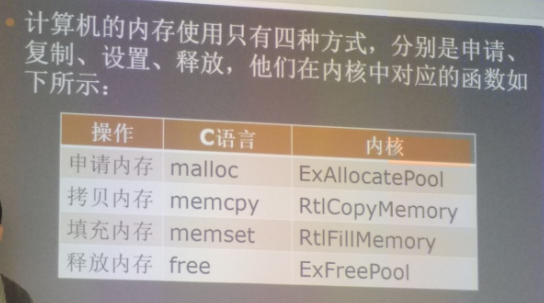 计算机的内存使用只有四种方式，分别是申请、
复制、设置、释放，他们在内核中对应的函数如
下所示：
操作 C语言 内核
申请内存 malloc ExAllocatePool
拷贝内存 memcpy RtlCopyMemory
填充内存 memset RtlFillMemory
释放内存 free ExFreePool